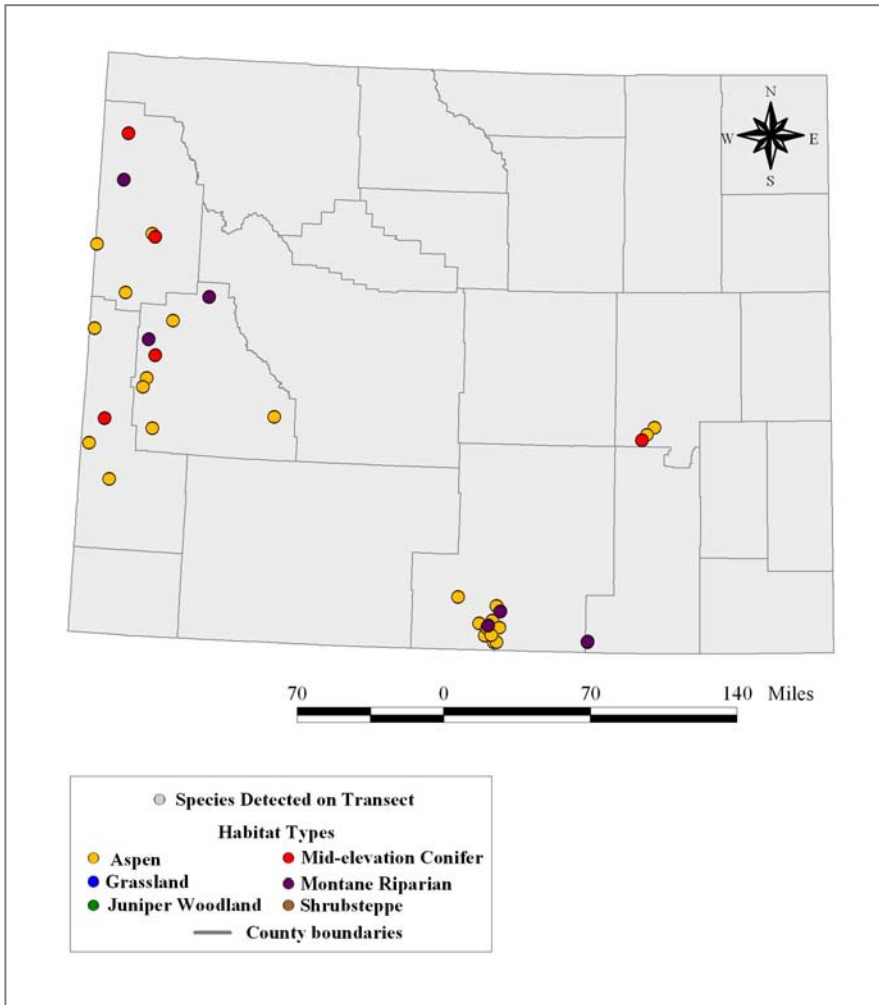 N
W E
S
70 0 70 140 Miles
Species Detected on Transect
Habitat Types
Aspen Mid-elevation Conifer
Grassland Montane Riparian
Juniper Woodland Shrubsteppe
County boundaries